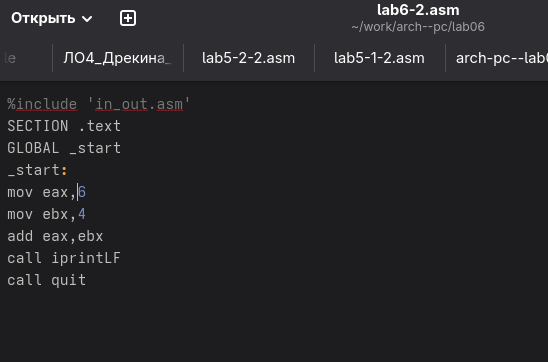 Открыть
lab6-2.asm
~/work/arch--pc/lab06
ЛО4_Дрекина_
lab5-2-2.asm
lab5-1-2.asm
arch-pc--lab0
%include 'in_out.asm'
SECTION .text
GLOBAL _start
_start:
mov eax,6
mov ebx,4
add eax,ebx
call iprintLF
call quit